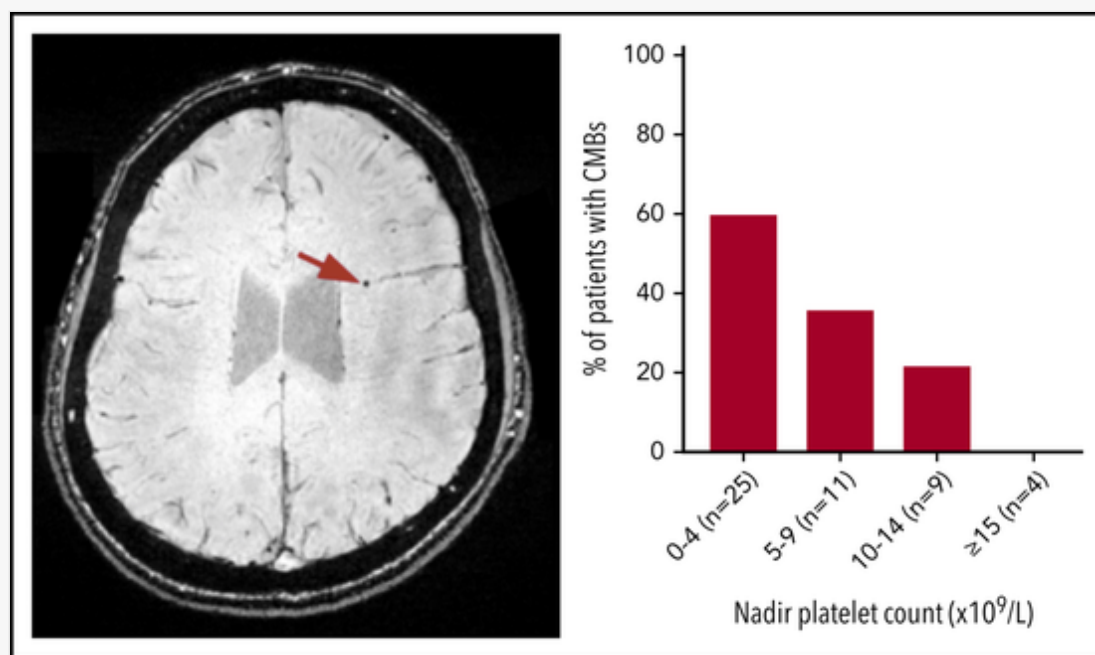 % of patients with CMBs
100
80
60
40
20
0
0-4 (n=25)
5-9 (n=11)
10-14 (n=9)
≥15 (n=4)
Nadir platelet count (x10⁹/L)